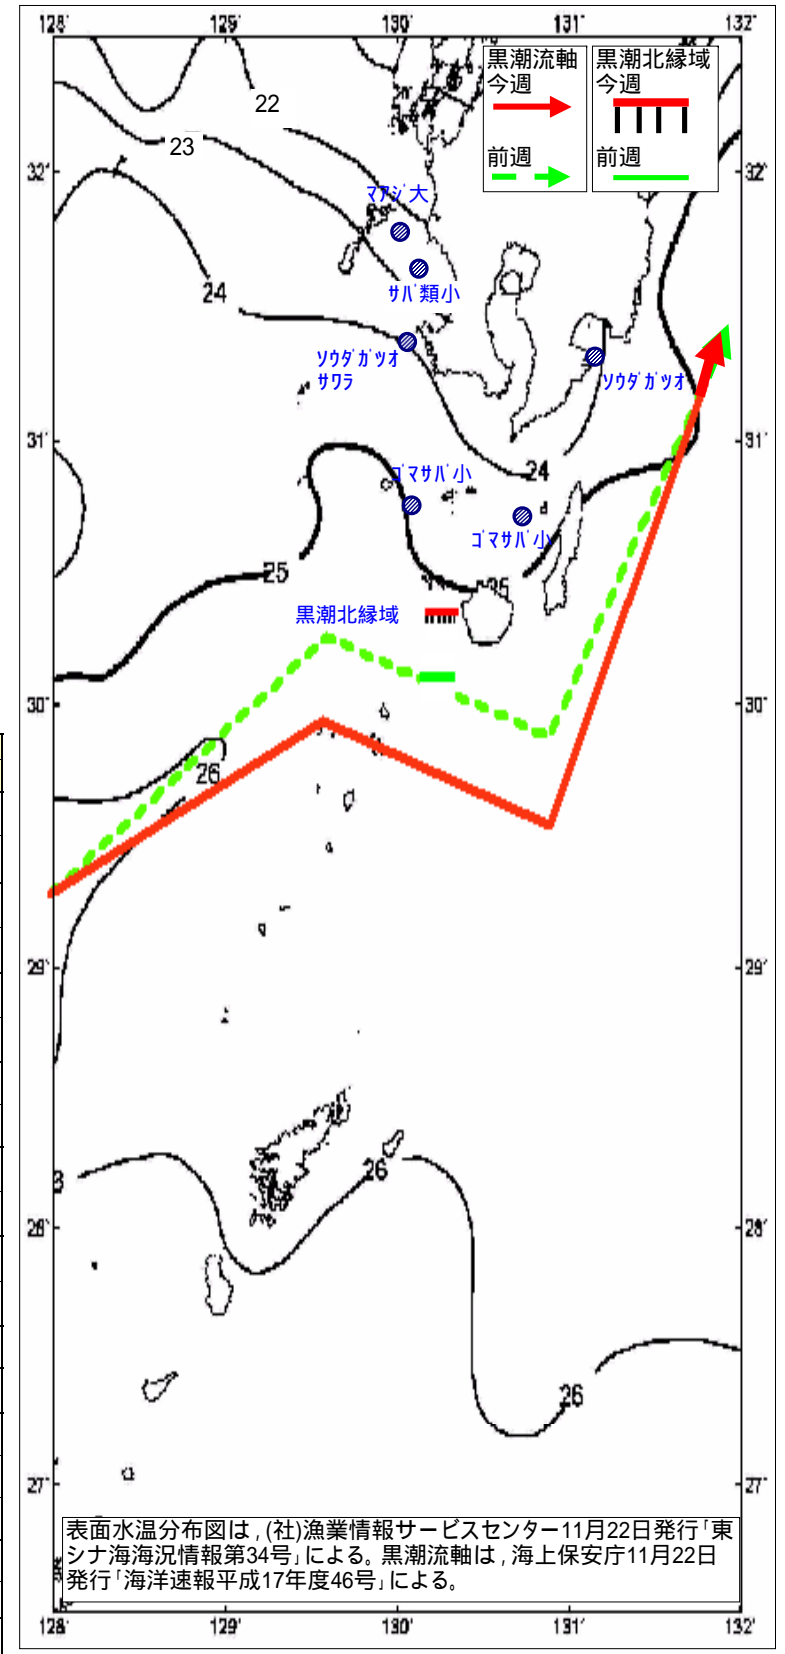 128° 129° 130° 131° 132°
黒潮流軸
今週
前週
黒潮北縁域
今週
前週
22
23
32° 32°
ﾏｱｼﾞ大
ｻﾊﾞ類小
24
ｿｳﾀﾞｶﾞﾂｵ
ｻﾜﾗ
ｿｳﾀﾞｶﾞﾂｵ
31° 31°
24
ｺﾞﾏｻﾊﾞ小
ｺﾞﾏｻﾊﾞ小
25
黒潮北縁域
30° 30°
26
29° 29°
26
28° 28°
26
27° 27°
表面水温分布図は，(社)漁業情報サービスセンター11月22日発行「東
シナ海海況情報第34号」による。黒潮流軸は，海上保安庁11月22日
発行「海洋速報平成17年度46号」による。
128° 129° 130° 131° 132°